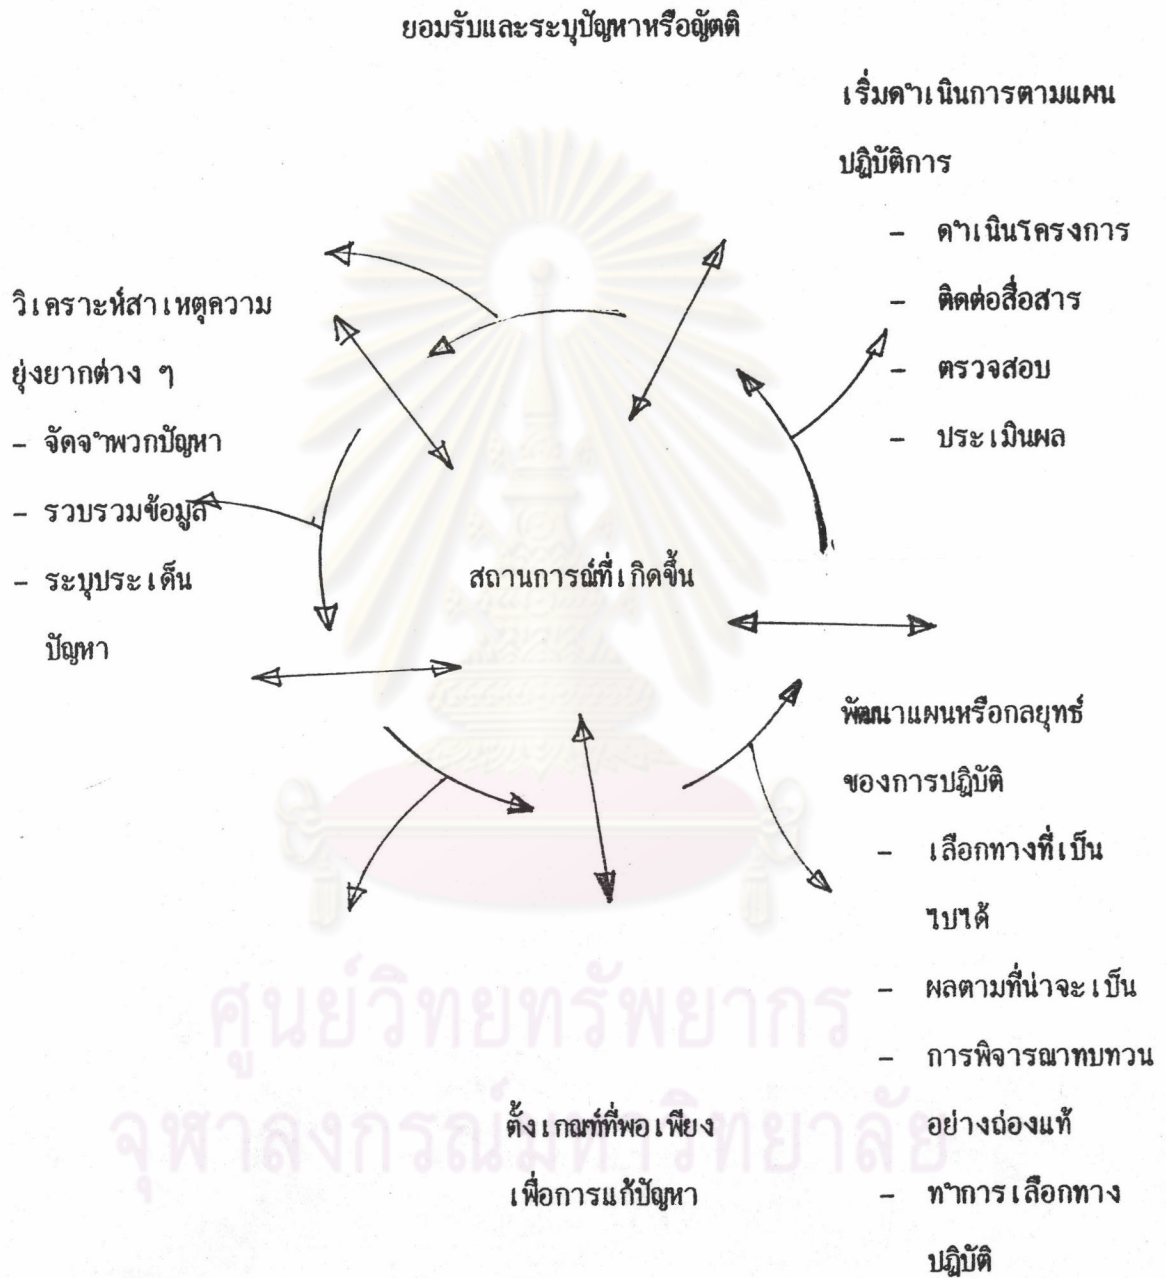 ยอมรับและระบุปัญหาหรือญัตติ
เริ่มดำเนินการตามแผน
ปฏิบัติการ
- ดำเนินโครงการ
- ติดต่อสื่อสาร
- ตรวจสอบ
- ประเมินผล
วิเคราะห์สาเหตุความ
ยุ่งยากต่าง ๆ
- จัดจำพวกปัญหา
- รวบรวมข้อมูล
- ระบุประเด็น
ปัญหา
สถานการณ์ที่เกิดขึ้น
พัฒนาแผนหรือกลยุทธ์
ของการปฏิบัติ
- เลือกทางที่เป็น
ไปได้
- ผลตามที่น่าจะเป็น
- การพิจารณาทบทวน
อย่างถ่องแท้
- ทำการเลือกทาง
ปฏิบัติ
ตั้งเกณฑ์ที่พอเพียง
เพื่อการแก้ปัญหา
ศูนย์วิทยทรัพยากร
จุฬาลงกรณ์มหาวิทยาลัย